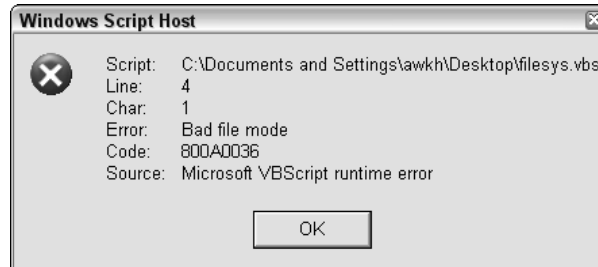 Windows Script Host
Script: C:\Documents and Settings\awkh\Desktop\filesys.vbs
Line: 4
Char: 1
Error: Bad file mode
Code: 800A0036
Source: Microsoft VBScript runtime error
OK